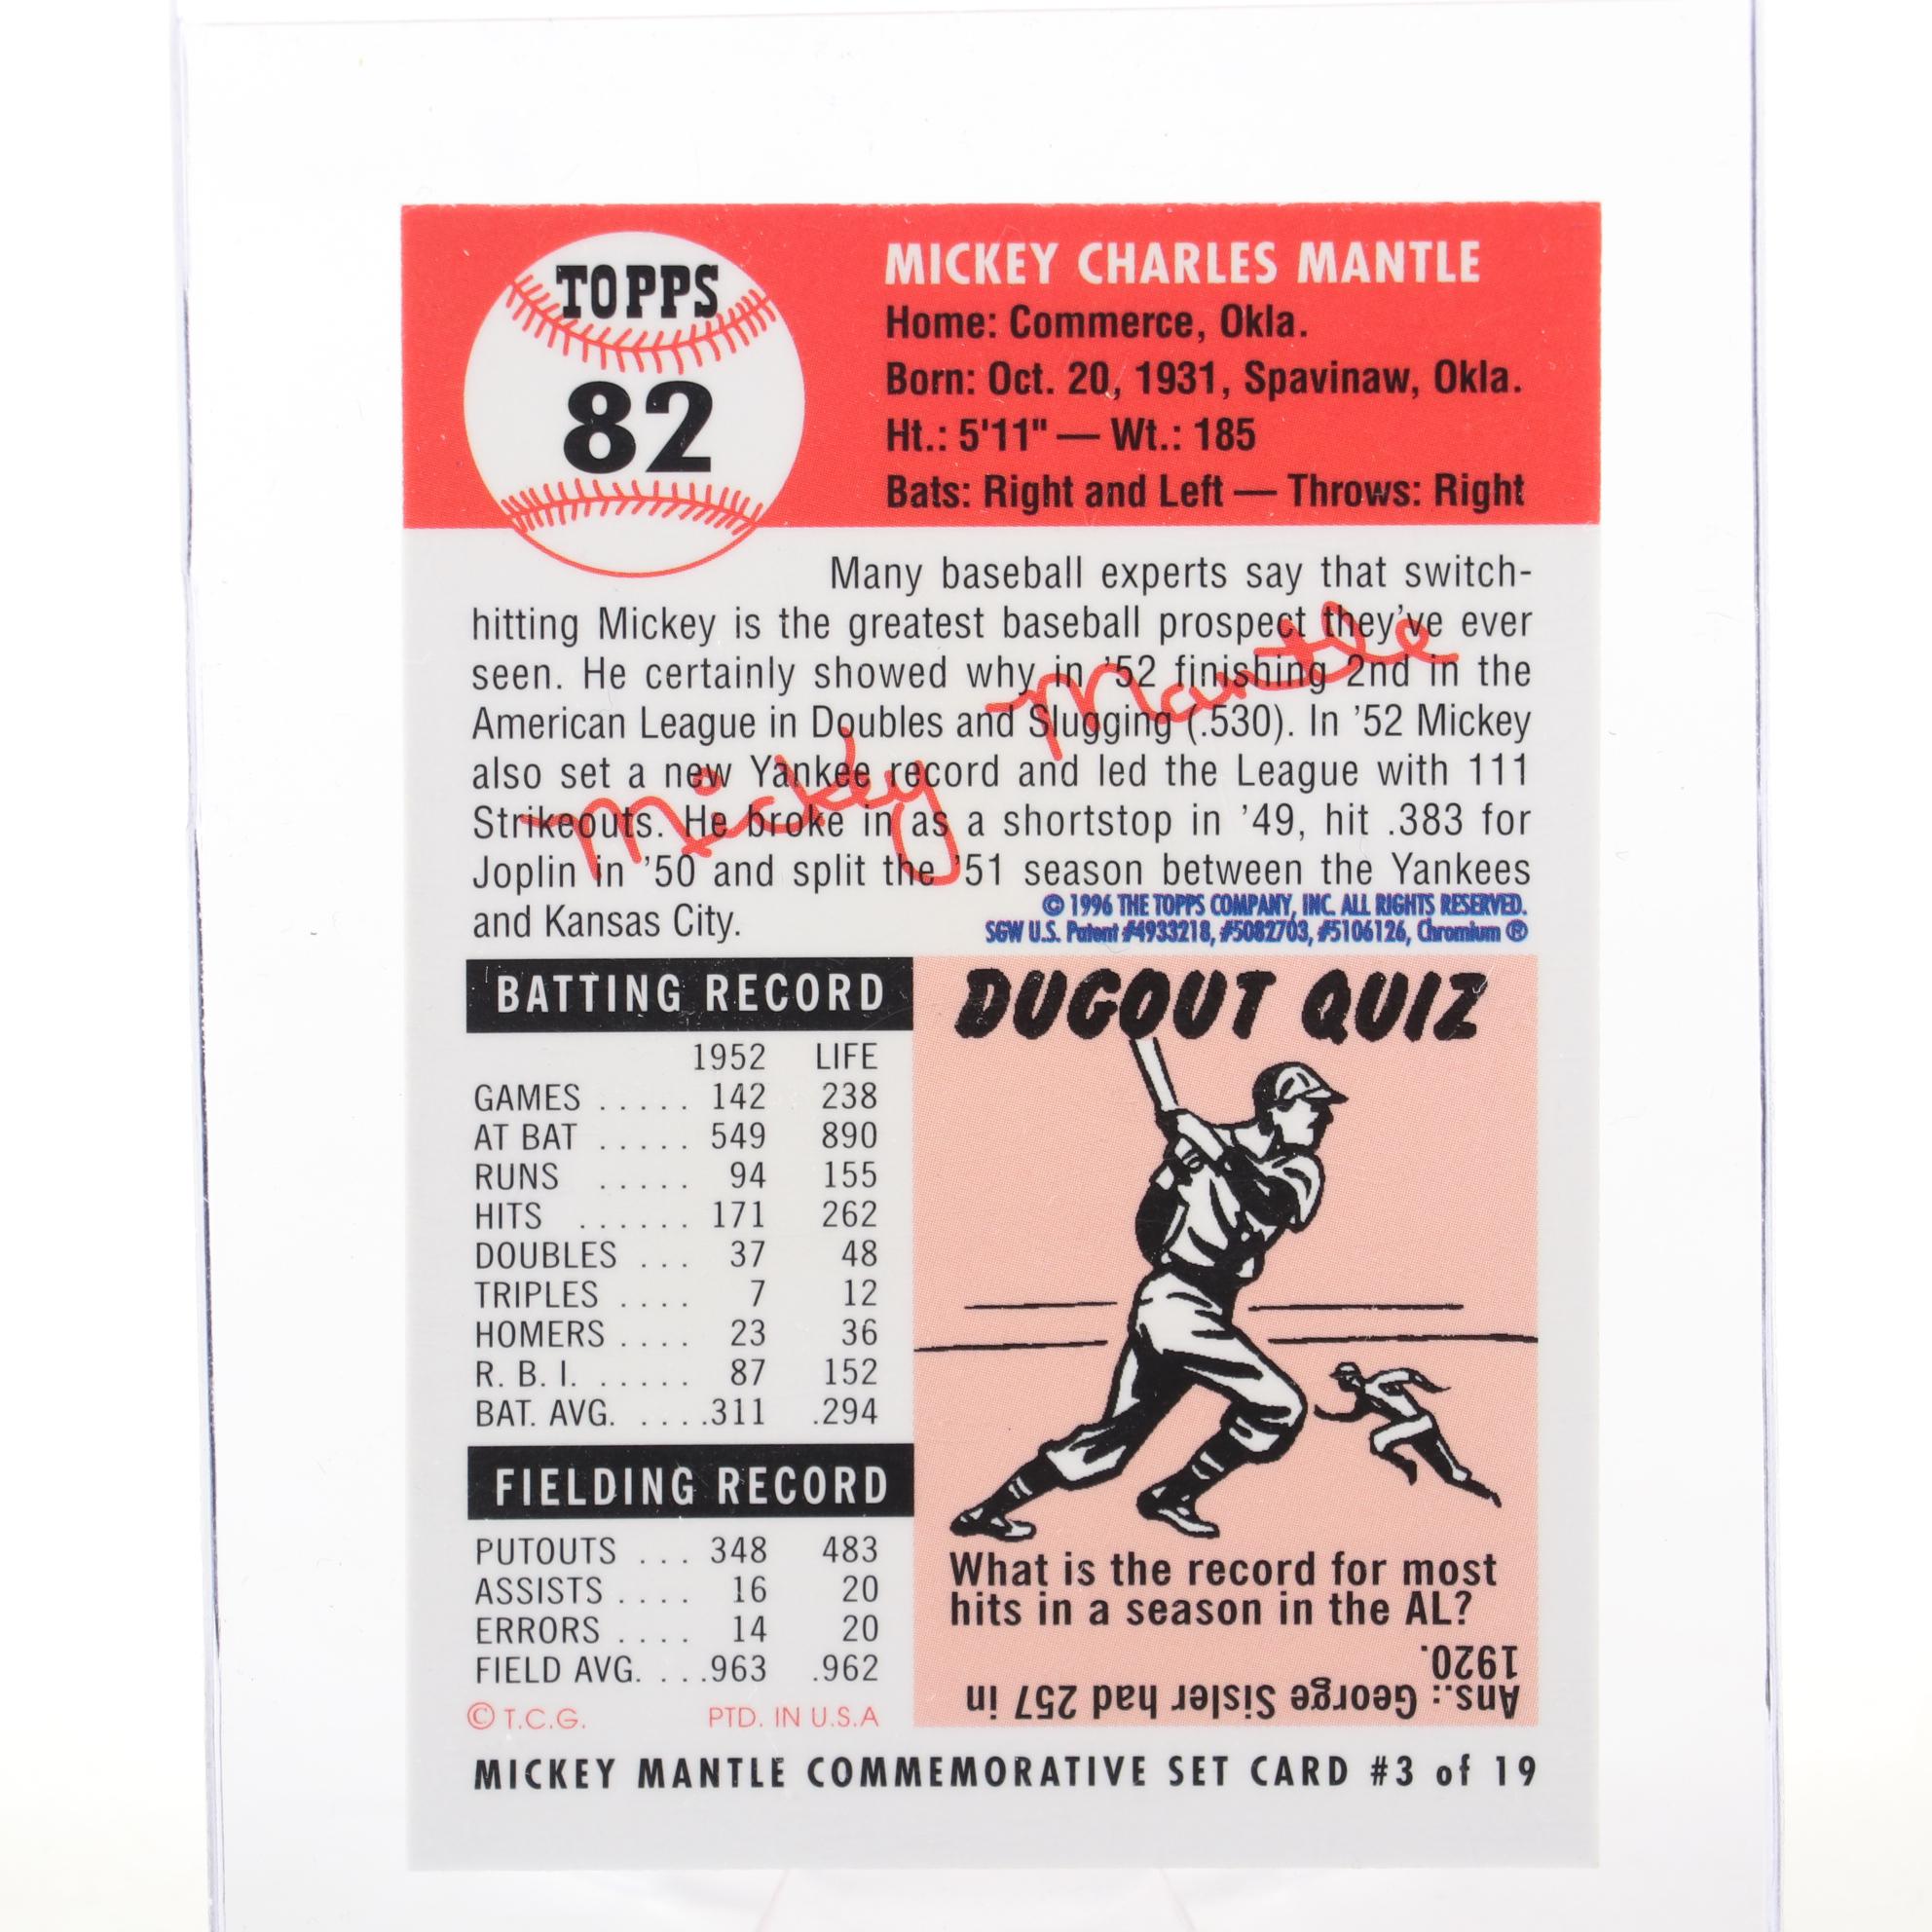 TOPPS
82
MICKEY CHARLES MANTLE
Home: Commerce, Okla.
Born: Oct. 20, 1931, Spavinaw, Okla.
Ht.: 5'11" — Wt.: 185
Bats: Right and Left — Throws: Right
Many baseball experts say that switch-
hitting Mickey is the greatest baseball prospect they've ever
seen. He certainly showed why in '52 finishing 2nd in the
American League in Doubles and Slugging (.530). In '52 Mickey
also set a new Yankee record and led the League with 111
Strikeouts. He broke in as a shortstop in '49, hit .383 for
Joplin in '50 and split the '51 season between the Yankees
and Kansas City.
Mickey Mantle
© 1996 THE TOPPS COMPANY, INC. ALL RIGHTS RESERVED.
SGW U.S. Patent #4933218, #5082703, #5106126, Chromium ®
BATTING RECORD
1952 LIFE
GAMES ..... 142 238
AT BAT ..... 549 890
RUNS ..... 94 155
HITS ...... 171 262
DOUBLES ... 37 48
TRIPLES .... 7 12
HOMERS .... 23 36
R. B. I. ..... 87 152
BAT. AVG. ....311 .294
FIELDING RECORD
PUTOUTS ... 348 483
ASSISTS .... 16 20
ERRORS .... 14 20
FIELD AVG. ...963 .962
© T.C.G. PTD. IN U.S.A
DUGOUT QUIZ
What is the record for most
hits in a season in the AL?
Ans.: George Sisler had 257 in
1920.
MICKEY MANTLE COMMEMORATIVE SET CARD #3 of 19